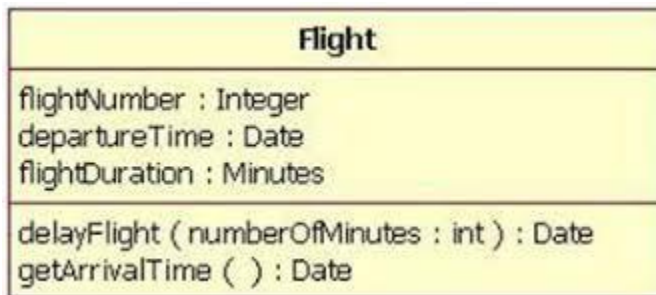 Flight
flightNumber : Integer
departureTime : Date
flightDuration : Minutes
delayFlight ( numberOfMinutes : int ) : Date
getArrivalTime ( ) : Date